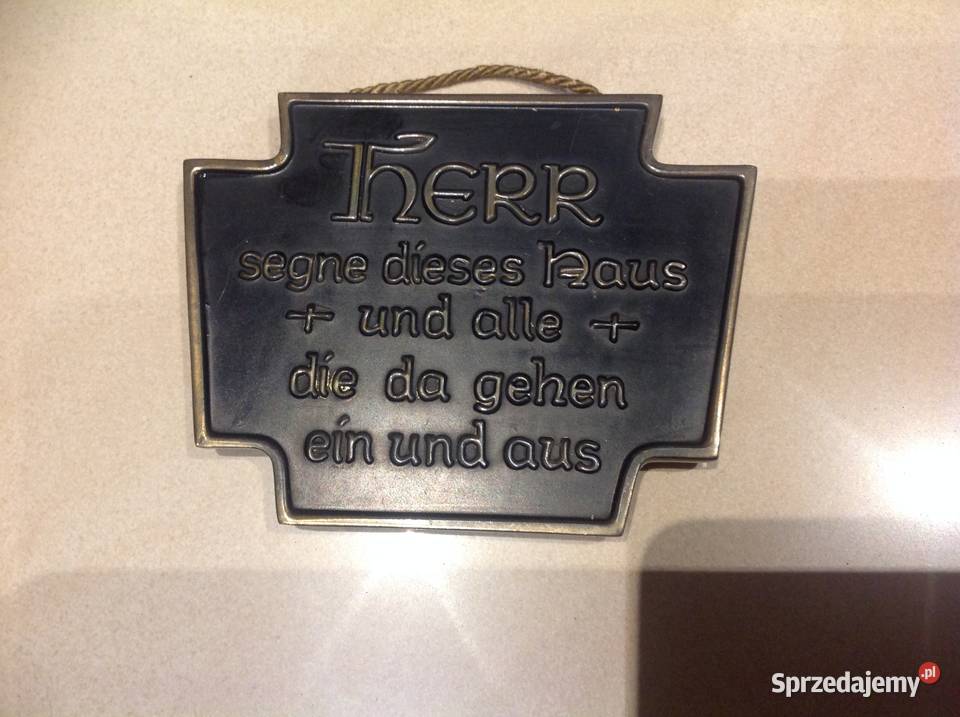 HERR
segne dieses Haus
+ und alle +
die da gehen
ein und aus
Sprzedajemy.pl